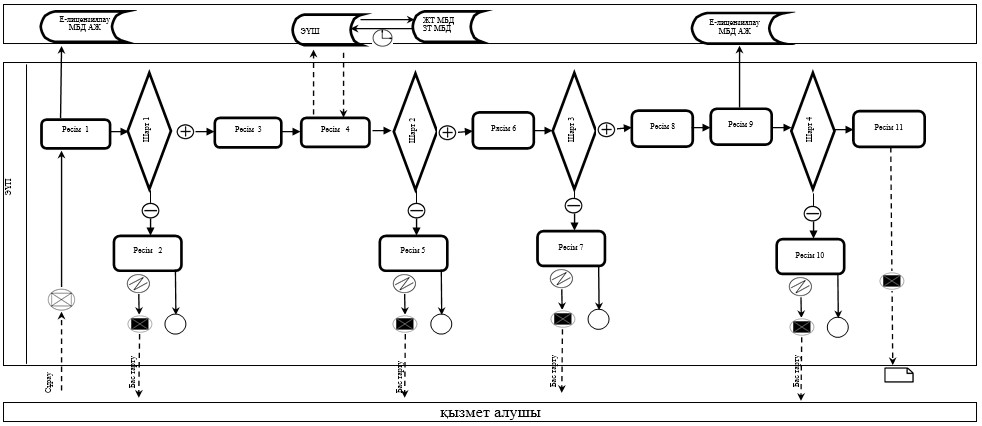 Е-лицензиялау
МБД АЖ
ЭҮШ
ЖТ МБД
ЗТ МБД
Е-лицензиялау
МБД АЖ
ЭҮП
Рәсім 1
Шарт 1
Рәсім 3
Рәсім 4
Шарт 2
Рәсім 6
Шарт 3
Рәсім 8
Рәсім 9
Шарт 4
Рәсім 11
Рәсім 2
Рәсім 5
Рәсім 7
Рәсім 10
Сұрау
Бас тарту
Бас тарту
Бас тарту
Бас тарту
қызмет алушы